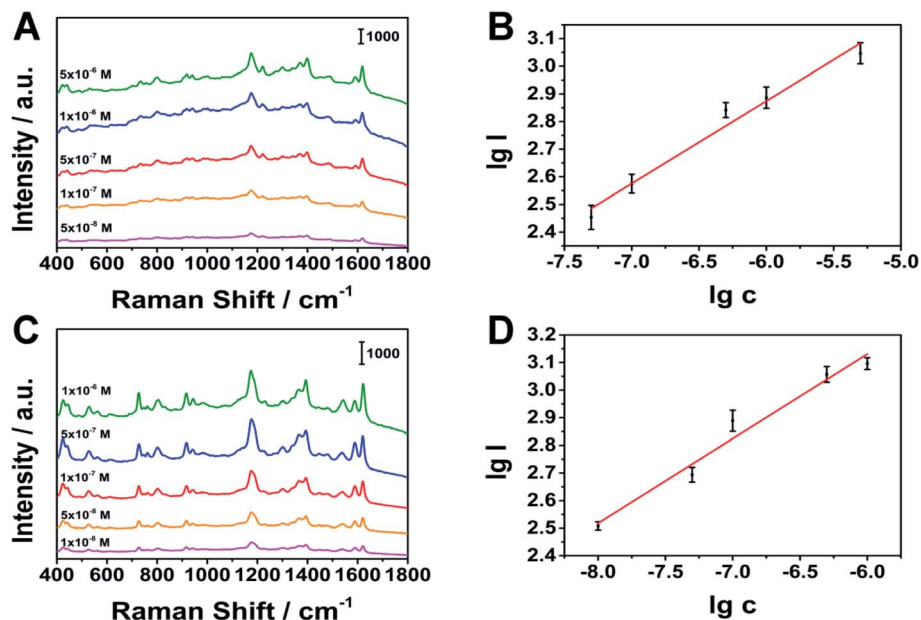 A
1000
5x10⁻⁶ M
1x10⁻⁶ M
5x10⁻⁷ M
1x10⁻⁷ M
5x10⁻⁸ M
Intensity / a.u.
400 600 800 1000 1200 1400 1600 1800
Raman Shift / cm⁻¹
B
3.1
3.0
2.9
2.8
2.7
2.6
2.5
2.4
lg I
-7.5 -7.0 -6.5 -6.0 -5.5 -5.0
lg c
C
1000
1x10⁻⁶ M
5x10⁻⁷ M
1x10⁻⁷ M
5x10⁻⁸ M
1x10⁻⁸ M
Intensity / a.u.
400 600 800 1000 1200 1400 1600 1800
Raman Shift / cm⁻¹
D
3.2
3.1
3.0
2.9
2.8
2.7
2.6
2.5
2.4
lg I
-8.0 -7.5 -7.0 -6.5 -6.0
lg c